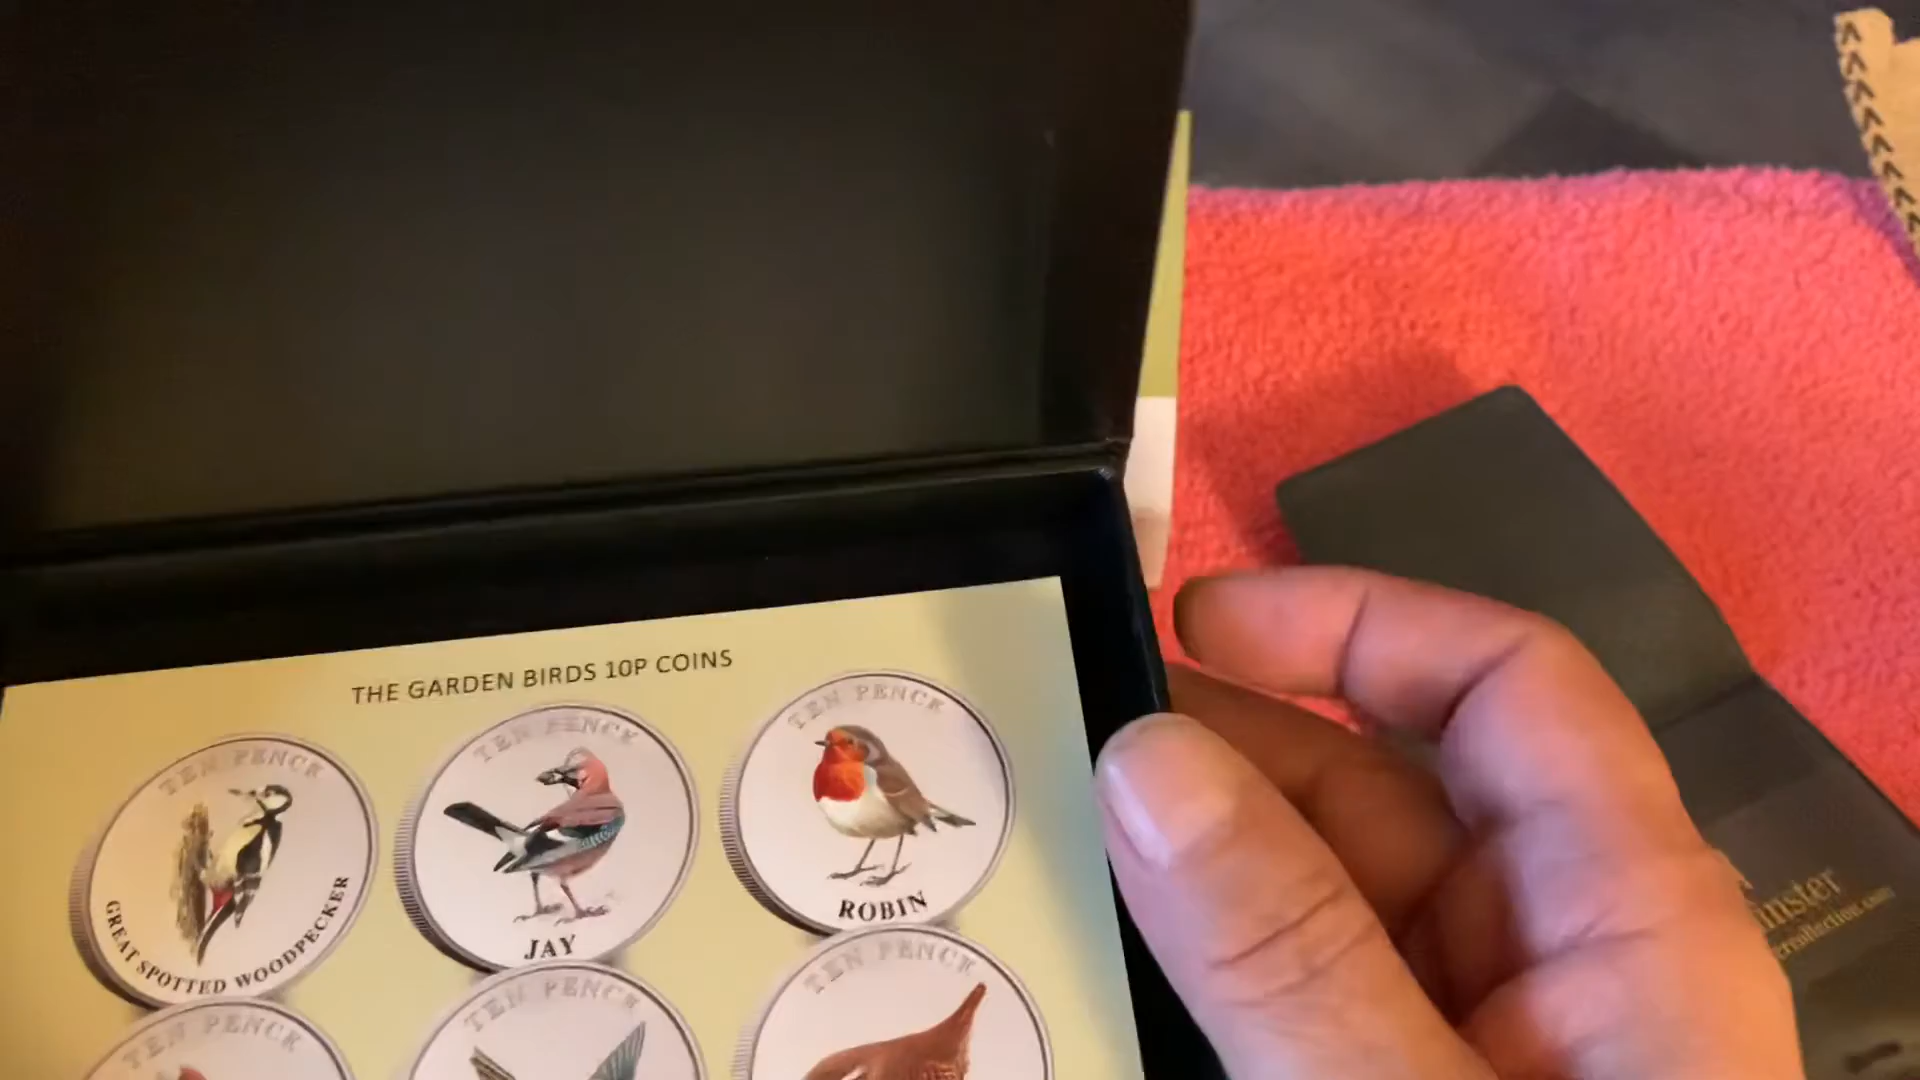 THE GARDEN BIRDS 10P COINS
TEN PENCE
GREAT SPOTTED WOODPECKER
TEN PENCE
JAY
TEN PENCE
ROBIN
TEN PENCE
TEN PENCE
TEN PENCE